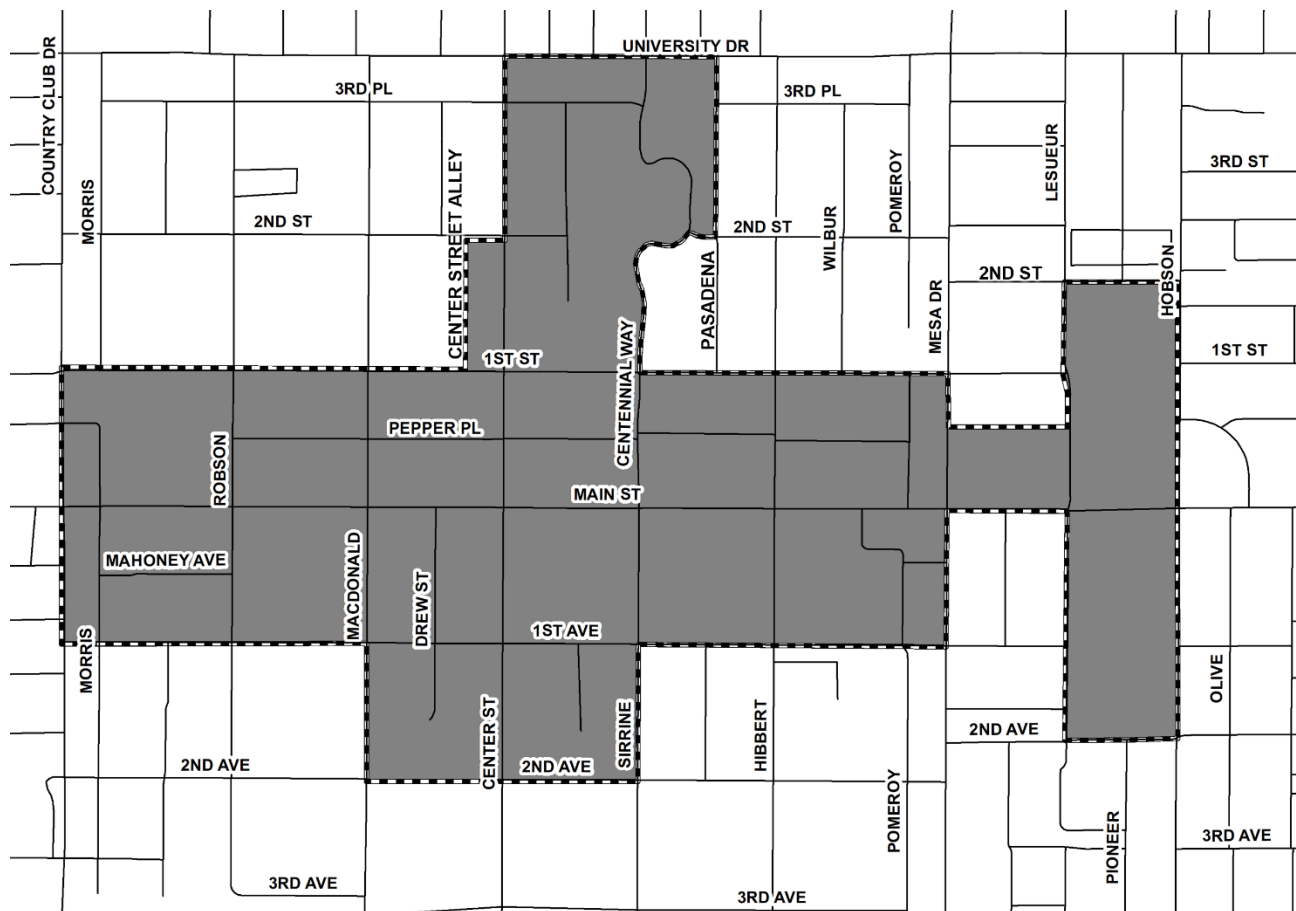 UNIVERSITY DR
COUNTRY CLUB DR
3RD PL
3RD PL
MORRIS
CENTER STREET ALLEY
2ND ST
2ND ST
PASADENA
WILBUR
POMEROY
LESUEUR
3RD ST
2ND ST
HOBSON
MESA DR
1ST ST
CENTENNIAL WAY
1ST ST
PEPPER PL
ROBSON
MAIN ST
MAHONEY AVE
MACDONALD
DREW ST
1ST AVE
MORRIS
CENTER ST
SIRRINE
HIBBERT
OLIVE
2ND AVE
2ND AVE
2ND AVE
POMEROY
PIONEER
3RD AVE
3RD AVE
3RD AVE